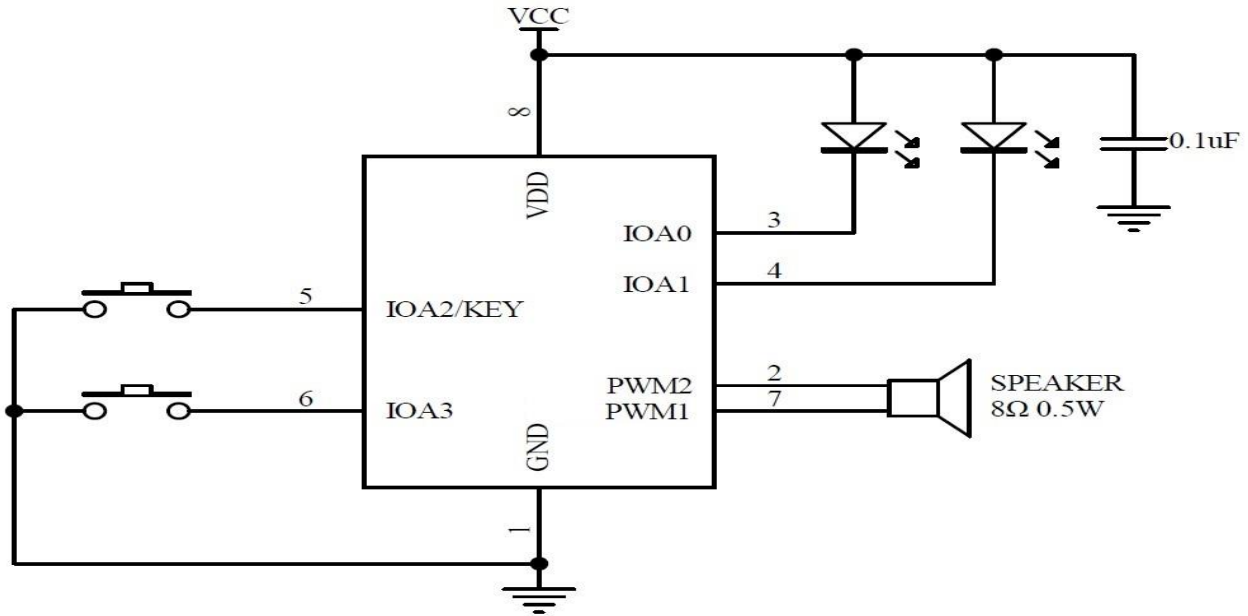 VCC
8
VDD
0.1uF
IOA0
3
IOA1
4
5
IOA2/KEY
6
IOA3
PWM2
2
PWM1
7
SPEAKER
8Ω 0.5W
GND
1